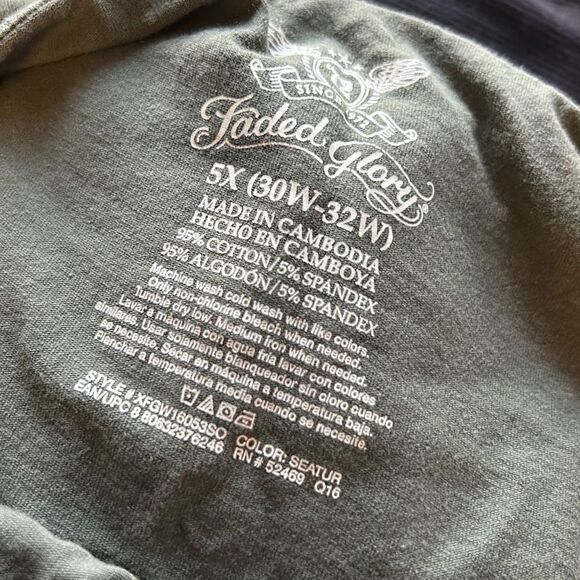 SINCE 1972
Faded Glory®
5X (30W-32W)
MADE IN CAMBODIA
HECHO EN CAMBOYA
95% COTTON/5% SPANDEX
95% ALGODÓN/5% SPANDEX
Machine wash cold wash with like colors.
Only non-chlorine bleach when needed.
Tumble dry low. Medium iron when needed.
Lavar a máquina con agua fría lavar con colores
similares. Usar solamente blanqueador sin cloro cuando
se necesite. Secar en máquina a temperatura baja.
Planchar a temperatura media cuando se necesite.
STYLE # XFGW16053SO COLOR: SEATUR
EAN/UPC 8 80632376246 RN # 52469 Q16